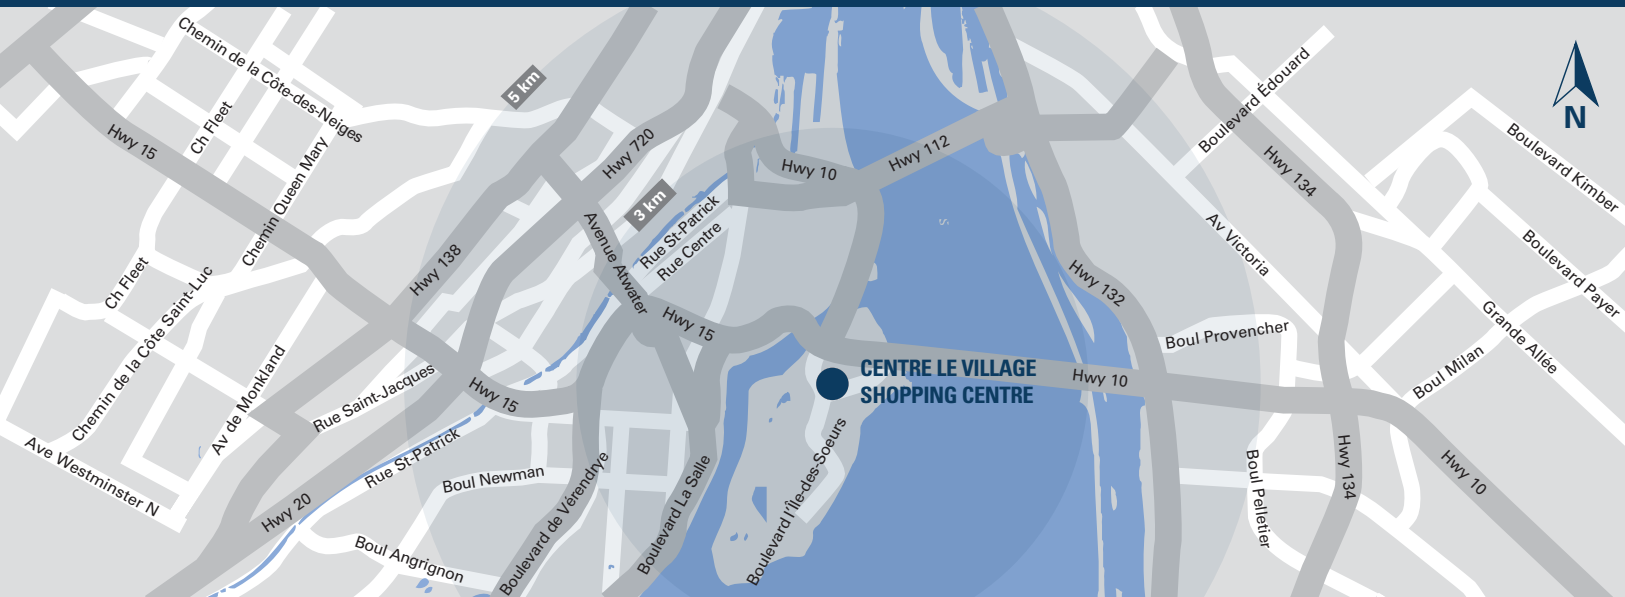 Chemin de la Côte-des-Neiges
5 km
Hwy 15
Ch Fleet
Hwy 720
Chemin Queen Mary
3 km
Hwy 10
Hwy 112
Boulevard Édouard
N
Hwy 134
Boulevard Kimber
Avenue Atwater
Rue St-Patrick
Rue Centre
Av Victoria
Boulevard Payer
Hwy 138
Ch Fleet
Chemin de la Côte Saint-Luc
Hwy 132
Hwy 15
Boul Provencher
Grande Allée
Av de Monkland
Rue Saint-Jacques
Hwy 15
CENTRE LE VILLAGE
SHOPPING CENTRE
Hwy 10
Boul Milan
Ave Westminster N
Rue St-Patrick
Boul Newman
Boulevard de Vérendrye
Boulevard La Salle
Boulevard l'Île-des-Soeurs
Boul Pelletier
Hwy 134
Hwy 10
Hwy 20
Boul Angrignon